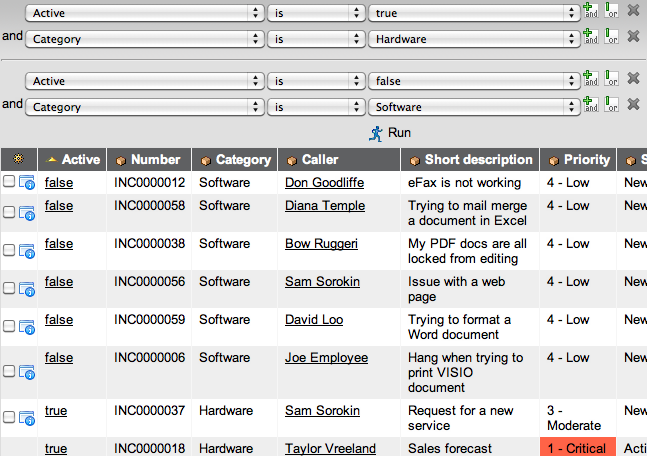 Active is true and or
and Category is Hardware and or
Active is false and or
and Category is Software and or
Run
Active Number Category Caller Short description Priority S
false INC0000012 Software Don Goodliffe eFax is not working 4 - Low New
false INC0000058 Software Diana Temple Trying to mail merge 4 - Low New
a document in Excel
false INC0000038 Software Bow Ruggeri My PDF docs are all 4 - Low New
locked from editing
false INC0000056 Software Sam Sorokin Issue with a web 4 - Low New
page
false INC0000059 Software David Loo Trying to format a 4 - Low New
Word document
false INC0000006 Software Joe Employee Hang when trying to 4 - Low New
print VISIO
document
true INC0000037 Hardware Sam Sorokin Request for a new 3 - New
service Moderate
true INC0000018 Hardware Taylor Vreeland Sales forecast 1 - Critical Acti